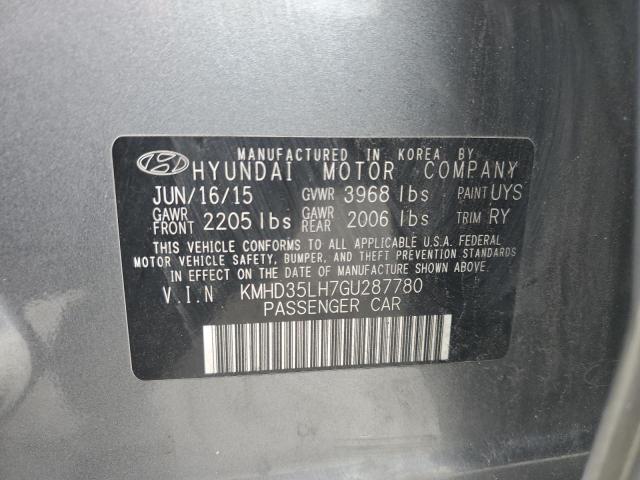 MANUFACTURED IN KOREA BY
HYUNDAI MOTOR COMPANY
JUN/16/15 GVWR 3968 lbs PAINT UYS
GAWR FRONT 2205 lbs GAWR REAR 2006 lbs TRIM RY
THIS VEHICLE CONFORMS TO ALL APPLICABLE U.S.A. FEDERAL
MOTOR VEHICLE SAFETY, BUMPER, AND THEFT PREVENTION STANDARDS
IN EFFECT ON THE DATE OF MANUFACTURE SHOWN ABOVE.
V.I.N KMHD35LH7GU287780
PASSENGER CAR